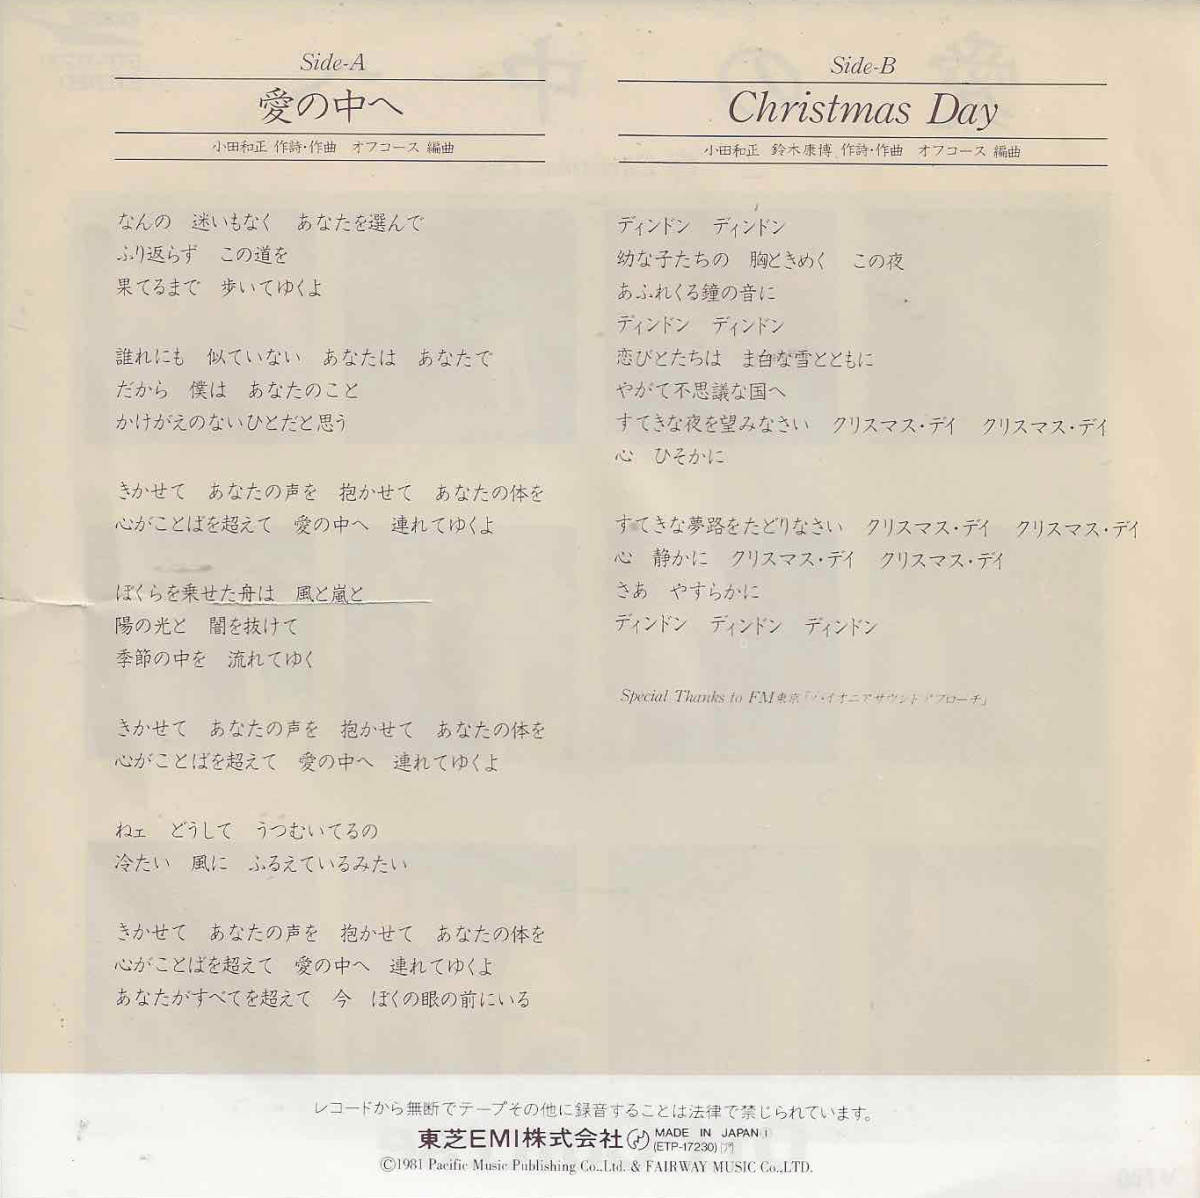 Side-A
愛の中へ
小田和正 作詩・作曲　オフコース 編曲
なんの　迷いもなく　あなたを選んで
ふり返らず　この道を
果てるまで　歩いてゆくよ
誰れにも　似ていない　あなたは　あなたで
だから　僕は　あなたのこと
かけがえのないひとだと思う
きかせて　あなたの声を　抱かせて　あなたの体を
心がことばを超えて　愛の中へ　連れてゆくよ
ぼくらを乗せた舟は　風と嵐と
陽の光と　闇を抜けて
季節の中を　流れてゆく
きかせて　あなたの声を　抱かせて　あなたの体を
心がことばを超えて　愛の中へ　連れてゆくよ
ねェ　どうして　うつむいてるの
冷たい　風に　ふるえているみたい
きかせて　あなたの声を　抱かせて　あなたの体を
心がことばを超えて　愛の中へ　連れてゆくよ
あなたがすべてを超えて　今　ぼくの眼の前にいる
Side-B
Christmas Day
小田和正　鈴木康博 作詩・作曲　オフコース 編曲
ディンドン　ディンドン
幼な子たちの　胸ときめく　この夜
あふれくる鐘の音に
ディンドン　ディンドン
恋びとたちは　ま白な雪とともに
やがて不思議な国へ
すてきな夜を望みなさい　クリスマス・デイ　クリスマス・デイ
心　ひそかに
すてきな夢路をたどりなさい　クリスマス・デイ　クリスマス・デイ
心　静かに　クリスマス・デイ　クリスマス・デイ
さあ　やすらかに
ディンドン　ディンドン　ディンドン
Special Thanks to FM東京「パイオニアサウンドアプローチ」
レコードから無断でテープその他に録音することは法律で禁じられています。
東芝EMI株式会社 MADE IN JAPAN
(ETP-17230)
©1981 Pacific Music Publishing Co.,Ltd. & FAIRWAY MUSIC Co.,LTD.